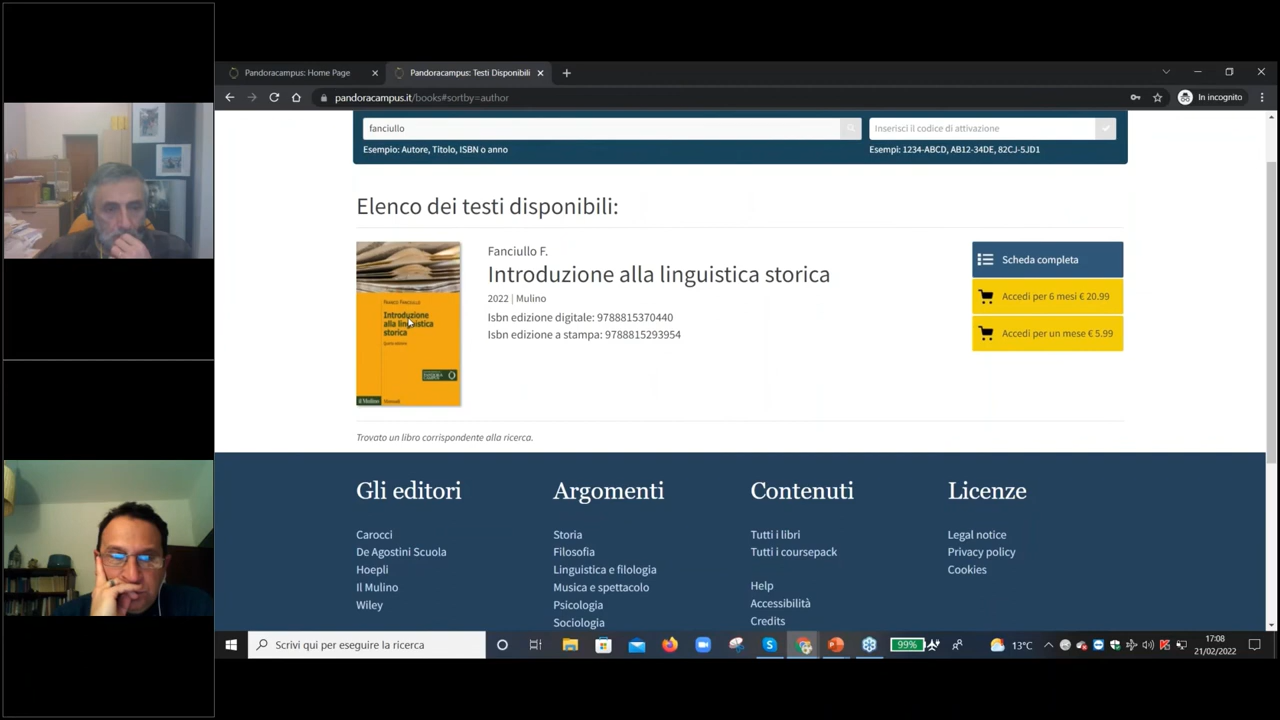 Pandoracampus: Home Page
Pandoracampus: Testi Disponibili
pandoracampus.it/books#sortby=author
In incognito
fanciullo
Inserisci il codice di attivazione
Esempio: Autore, Titolo, ISBN o anno
Esempi: 1234-ABCD, AB12-34DE, 82CJ-5JD1
Elenco dei testi disponibili:
Franco Fanciullo
Introduzione
alla linguistica
storica
il Mulino
Manuali
Fanciullo F.
Introduzione alla linguistica storica
2022 | Mulino
Isbn edizione digitale: 9788815370440
Isbn edizione a stampa: 9788815293954
Scheda completa
Accedi per 6 mesi € 20.99
Accedi per un mese € 5.99
Trovato un libro corrispondente alla ricerca.
Gli editori
Carocci
De Agostini Scuola
Hoepli
Il Mulino
Wiley
Argomenti
Storia
Filosofia
Linguistica e filologia
Musica e spettacolo
Psicologia
Sociologia
Contenuti
Tutti i libri
Tutti i coursepack
Help
Accessibilità
Credits
Licenze
Legal notice
Privacy policy
Cookies
Scrivi qui per eseguire la ricerca
99%
13°C
17:08
21/02/2022